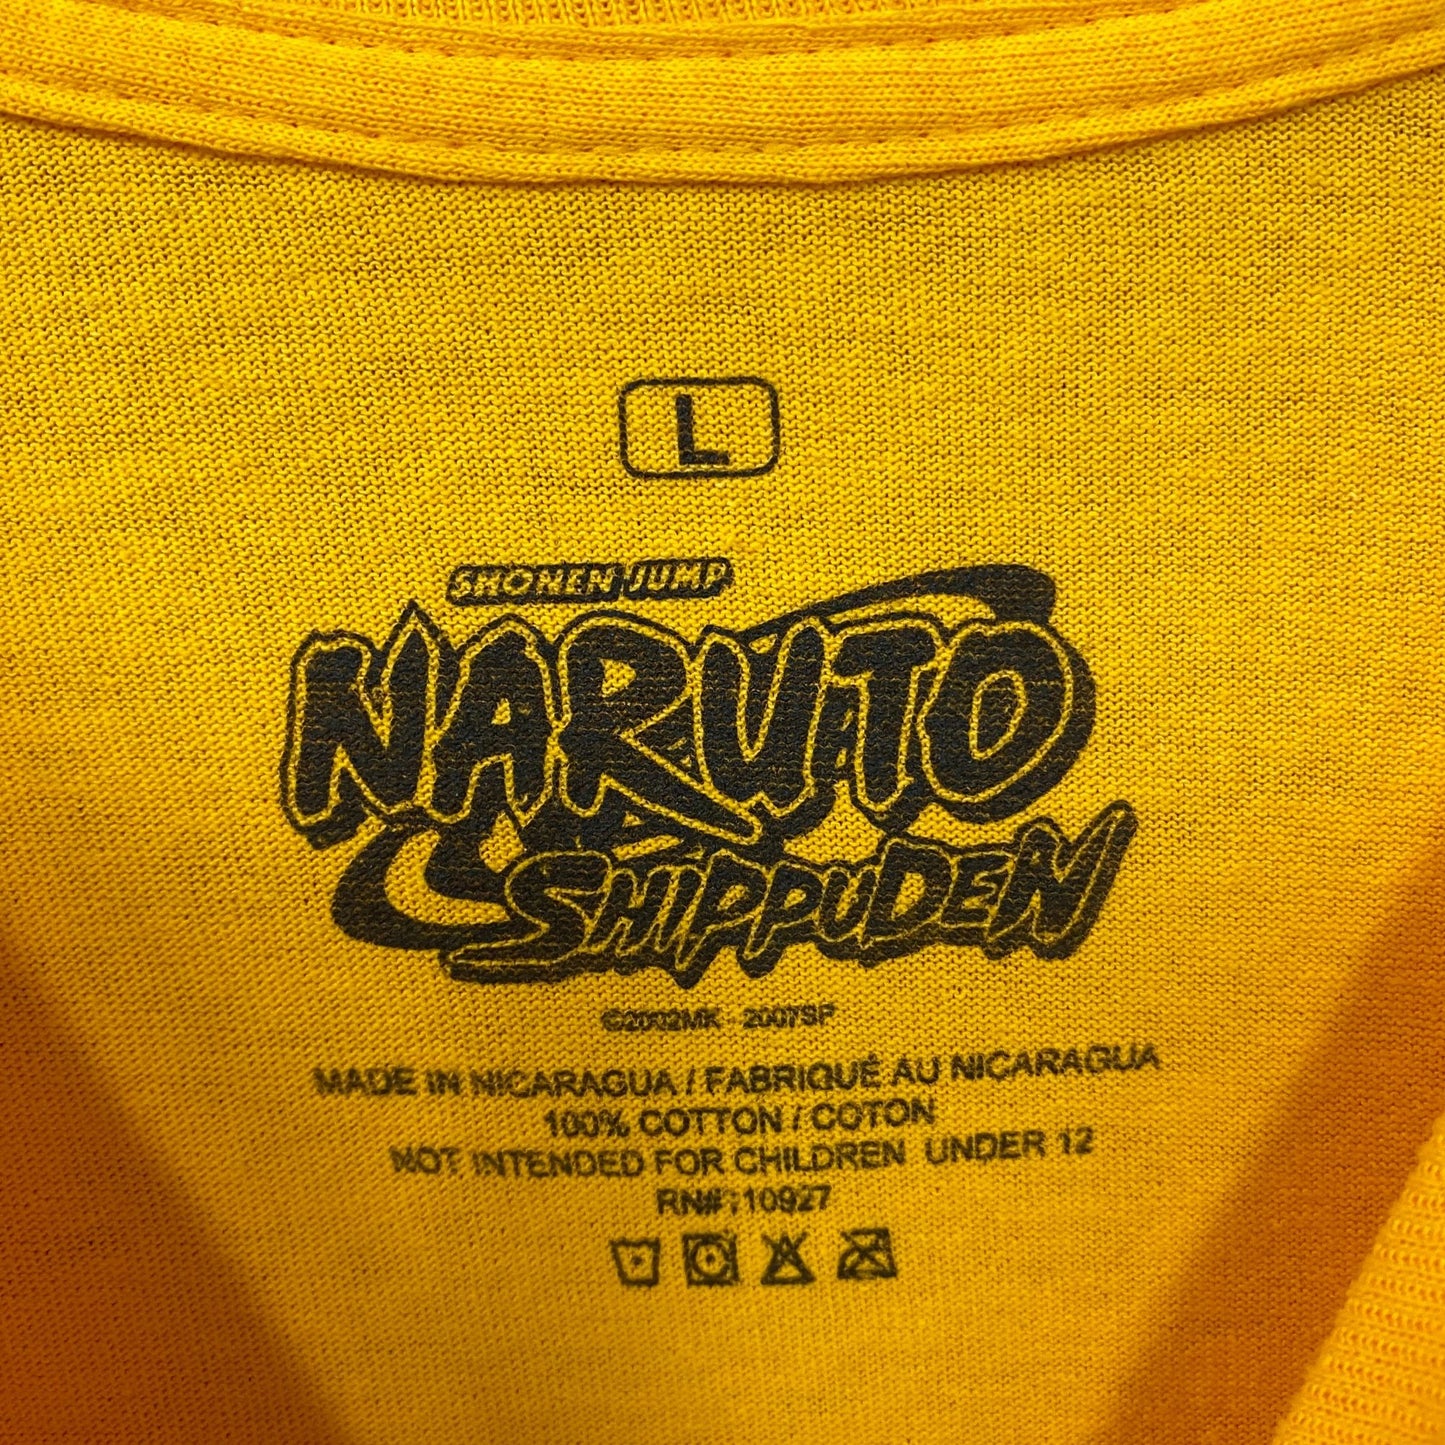 L
SHONEN JUMP
NARUTO
SHIPPUDEN
©2002MK 2007SP
MADE IN NICARAGUA / FABRIQUÉ AU NICARAGUA
100% COTTON / COTON
NOT INTENDED FOR CHILDREN UNDER 12
RN#:110927